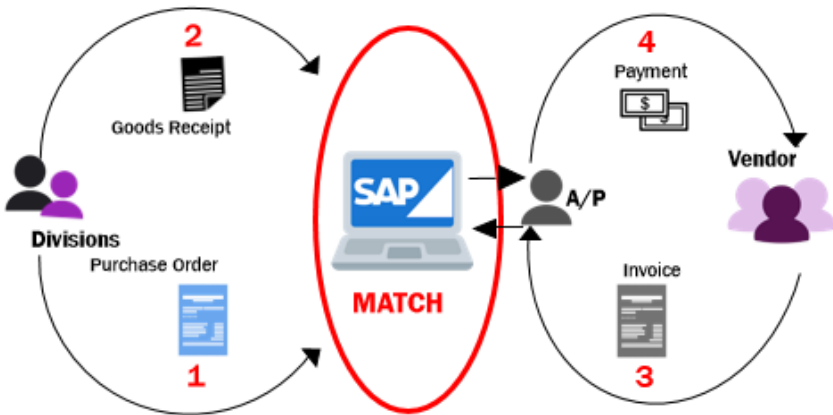 2
Goods Receipt
Divisions
Purchase Order
1
SAP
MATCH
4
Payment
$
$
A/P
Vendor
Invoice
3